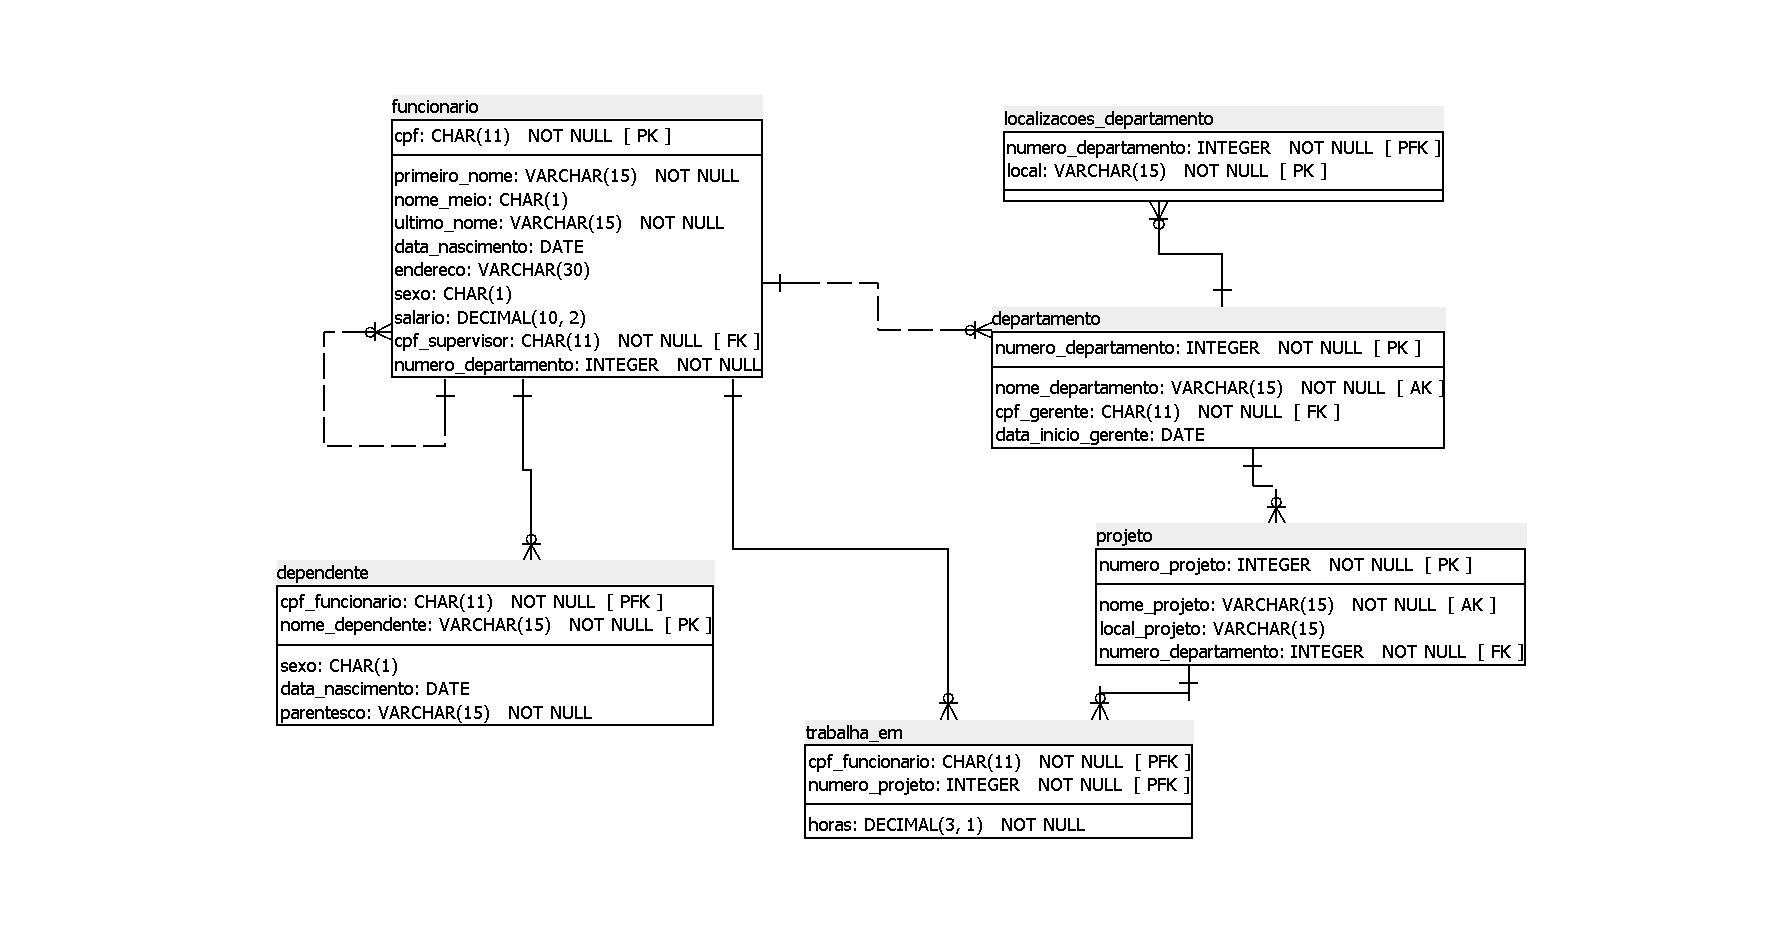 funcionario
cpf: CHAR(11) NOT NULL [ PK ]
primeiro_nome: VARCHAR(15) NOT NULL
nome_meio: CHAR(1)
ultimo_nome: VARCHAR(15) NOT NULL
data_nascimento: DATE
endereco: VARCHAR(30)
sexo: CHAR(1)
salario: DECIMAL(10, 2)
cpf_supervisor: CHAR(11) NOT NULL [ FK ]
numero_departamento: INTEGER NOT NULL
localizacoes_departamento
numero_departamento: INTEGER NOT NULL [ PFK ]
local: VARCHAR(15) NOT NULL [ PK ]
departamento
numero_departamento: INTEGER NOT NULL [ PK ]
nome_departamento: VARCHAR(15) NOT NULL [ AK ]
cpf_gerente: CHAR(11) NOT NULL [ FK ]
data_inicio_gerente: DATE
projeto
numero_projeto: INTEGER NOT NULL [ PK ]
nome_projeto: VARCHAR(15) NOT NULL [ AK ]
local_projeto: VARCHAR(15)
numero_departamento: INTEGER NOT NULL [ FK ]
dependente
cpf_funcionario: CHAR(11) NOT NULL [ PFK ]
nome_dependente: VARCHAR(15) NOT NULL [ PK ]
sexo: CHAR(1)
data_nascimento: DATE
parentesco: VARCHAR(15) NOT NULL
trabalha_em
cpf_funcionario: CHAR(11) NOT NULL [ PFK ]
numero_projeto: INTEGER NOT NULL [ PFK ]
horas: DECIMAL(3, 1) NOT NULL